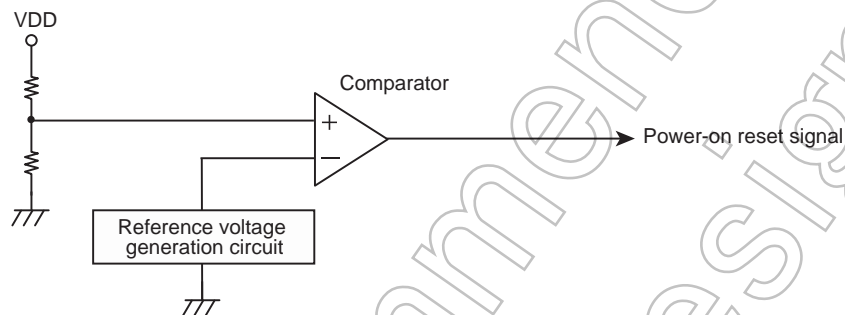 VDD
Comparator
+
−
Power-on reset signal
Reference voltage
generation circuit